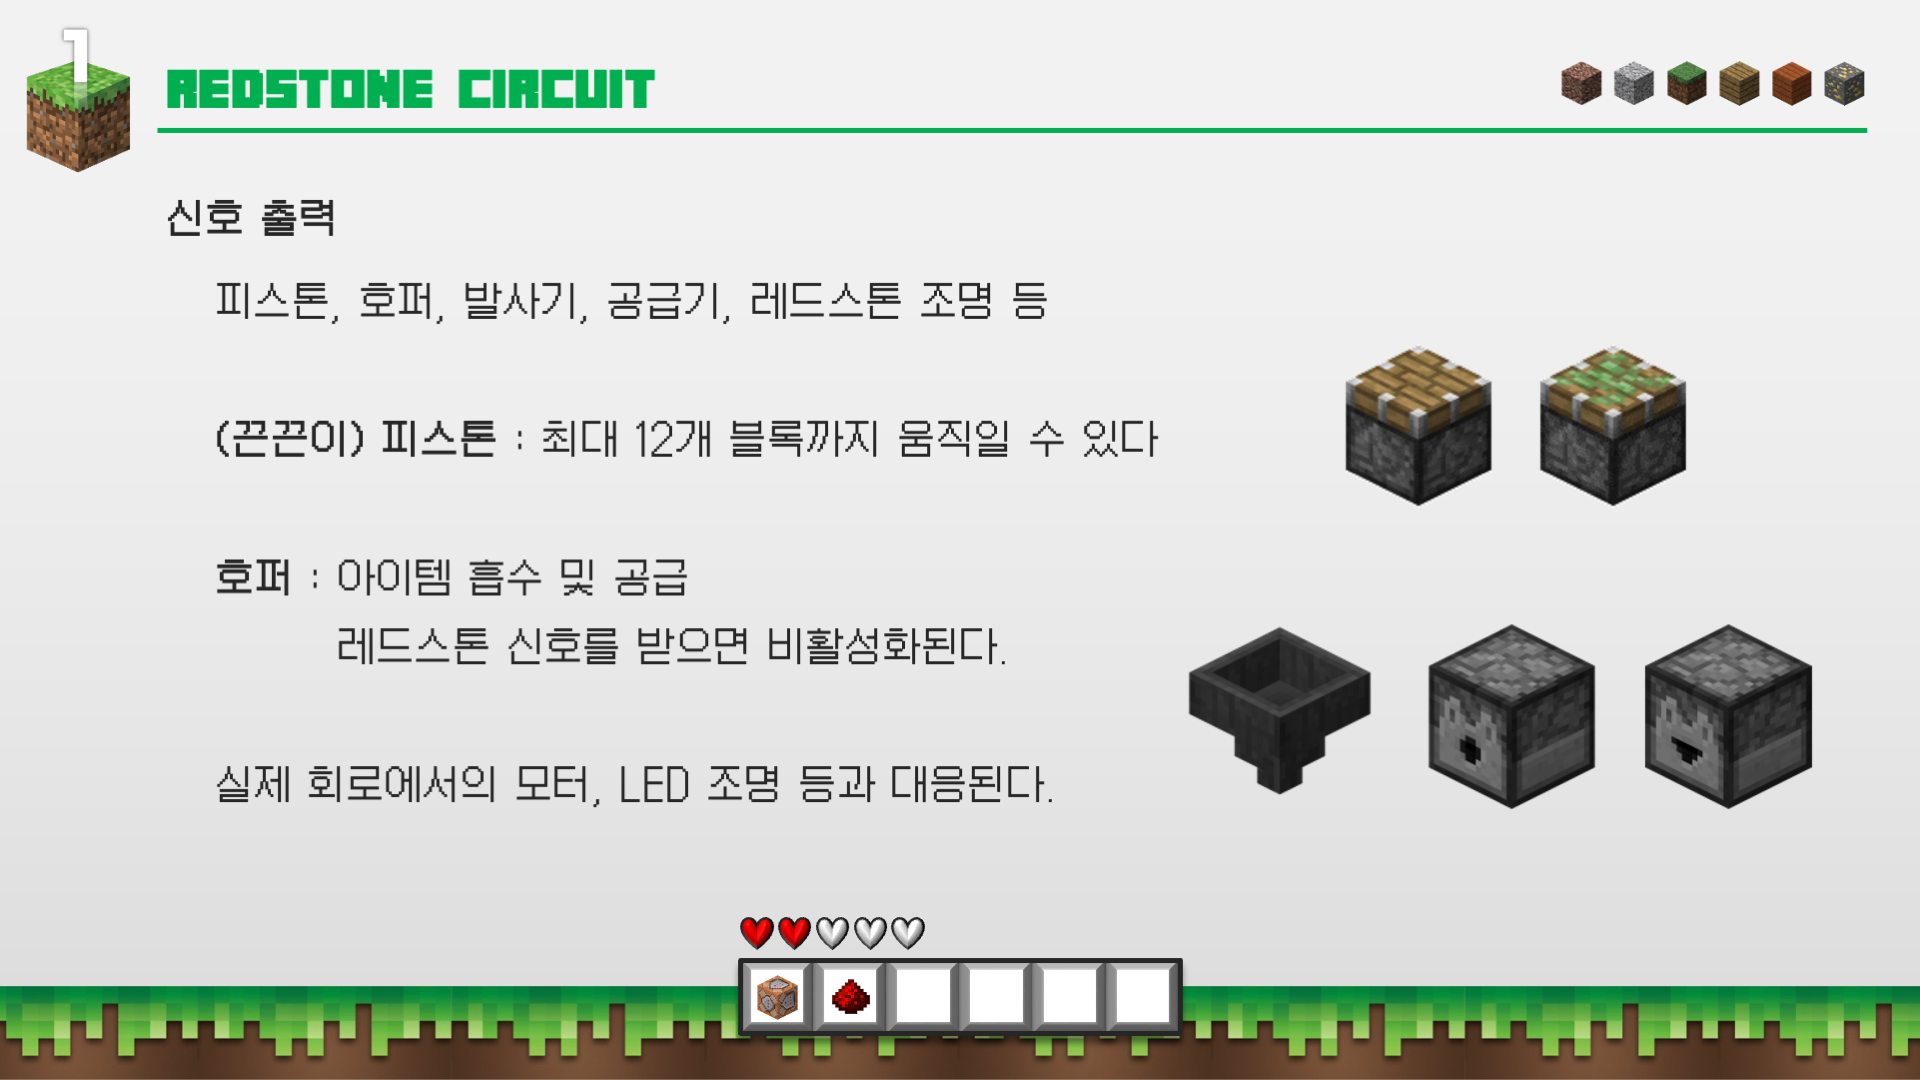 1
REDSTONE CIRCUIT
신호 출력
피스톤, 호퍼, 발사기, 공급기, 레드스톤 조명 등
(끈끈이) 피스톤 : 최대 12개 블록까지 움직일 수 있다
호퍼 : 아이템 흡수 및 공급
레드스톤 신호를 받으면 비활성화된다.
실제 회로에서의 모터, LED 조명 등과 대응된다.